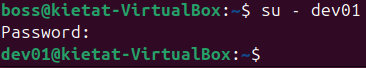 boss@kietat-VirtualBox:~$ su - dev01
Password:
dev01@kietat-VirtualBox:~$